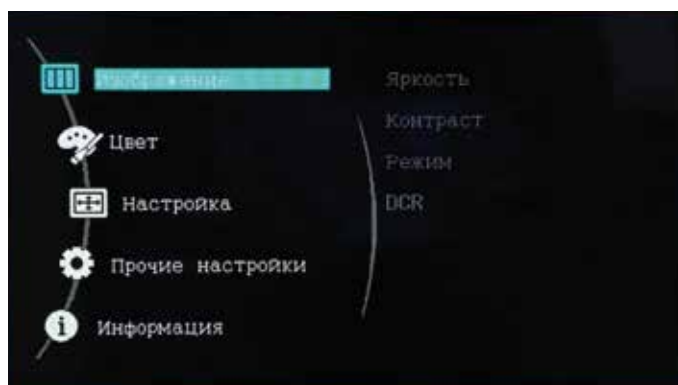 Изображение
Цвет
Настройка
Прочие настройки
Информация
Яркость
Контраст
Режим
DCR